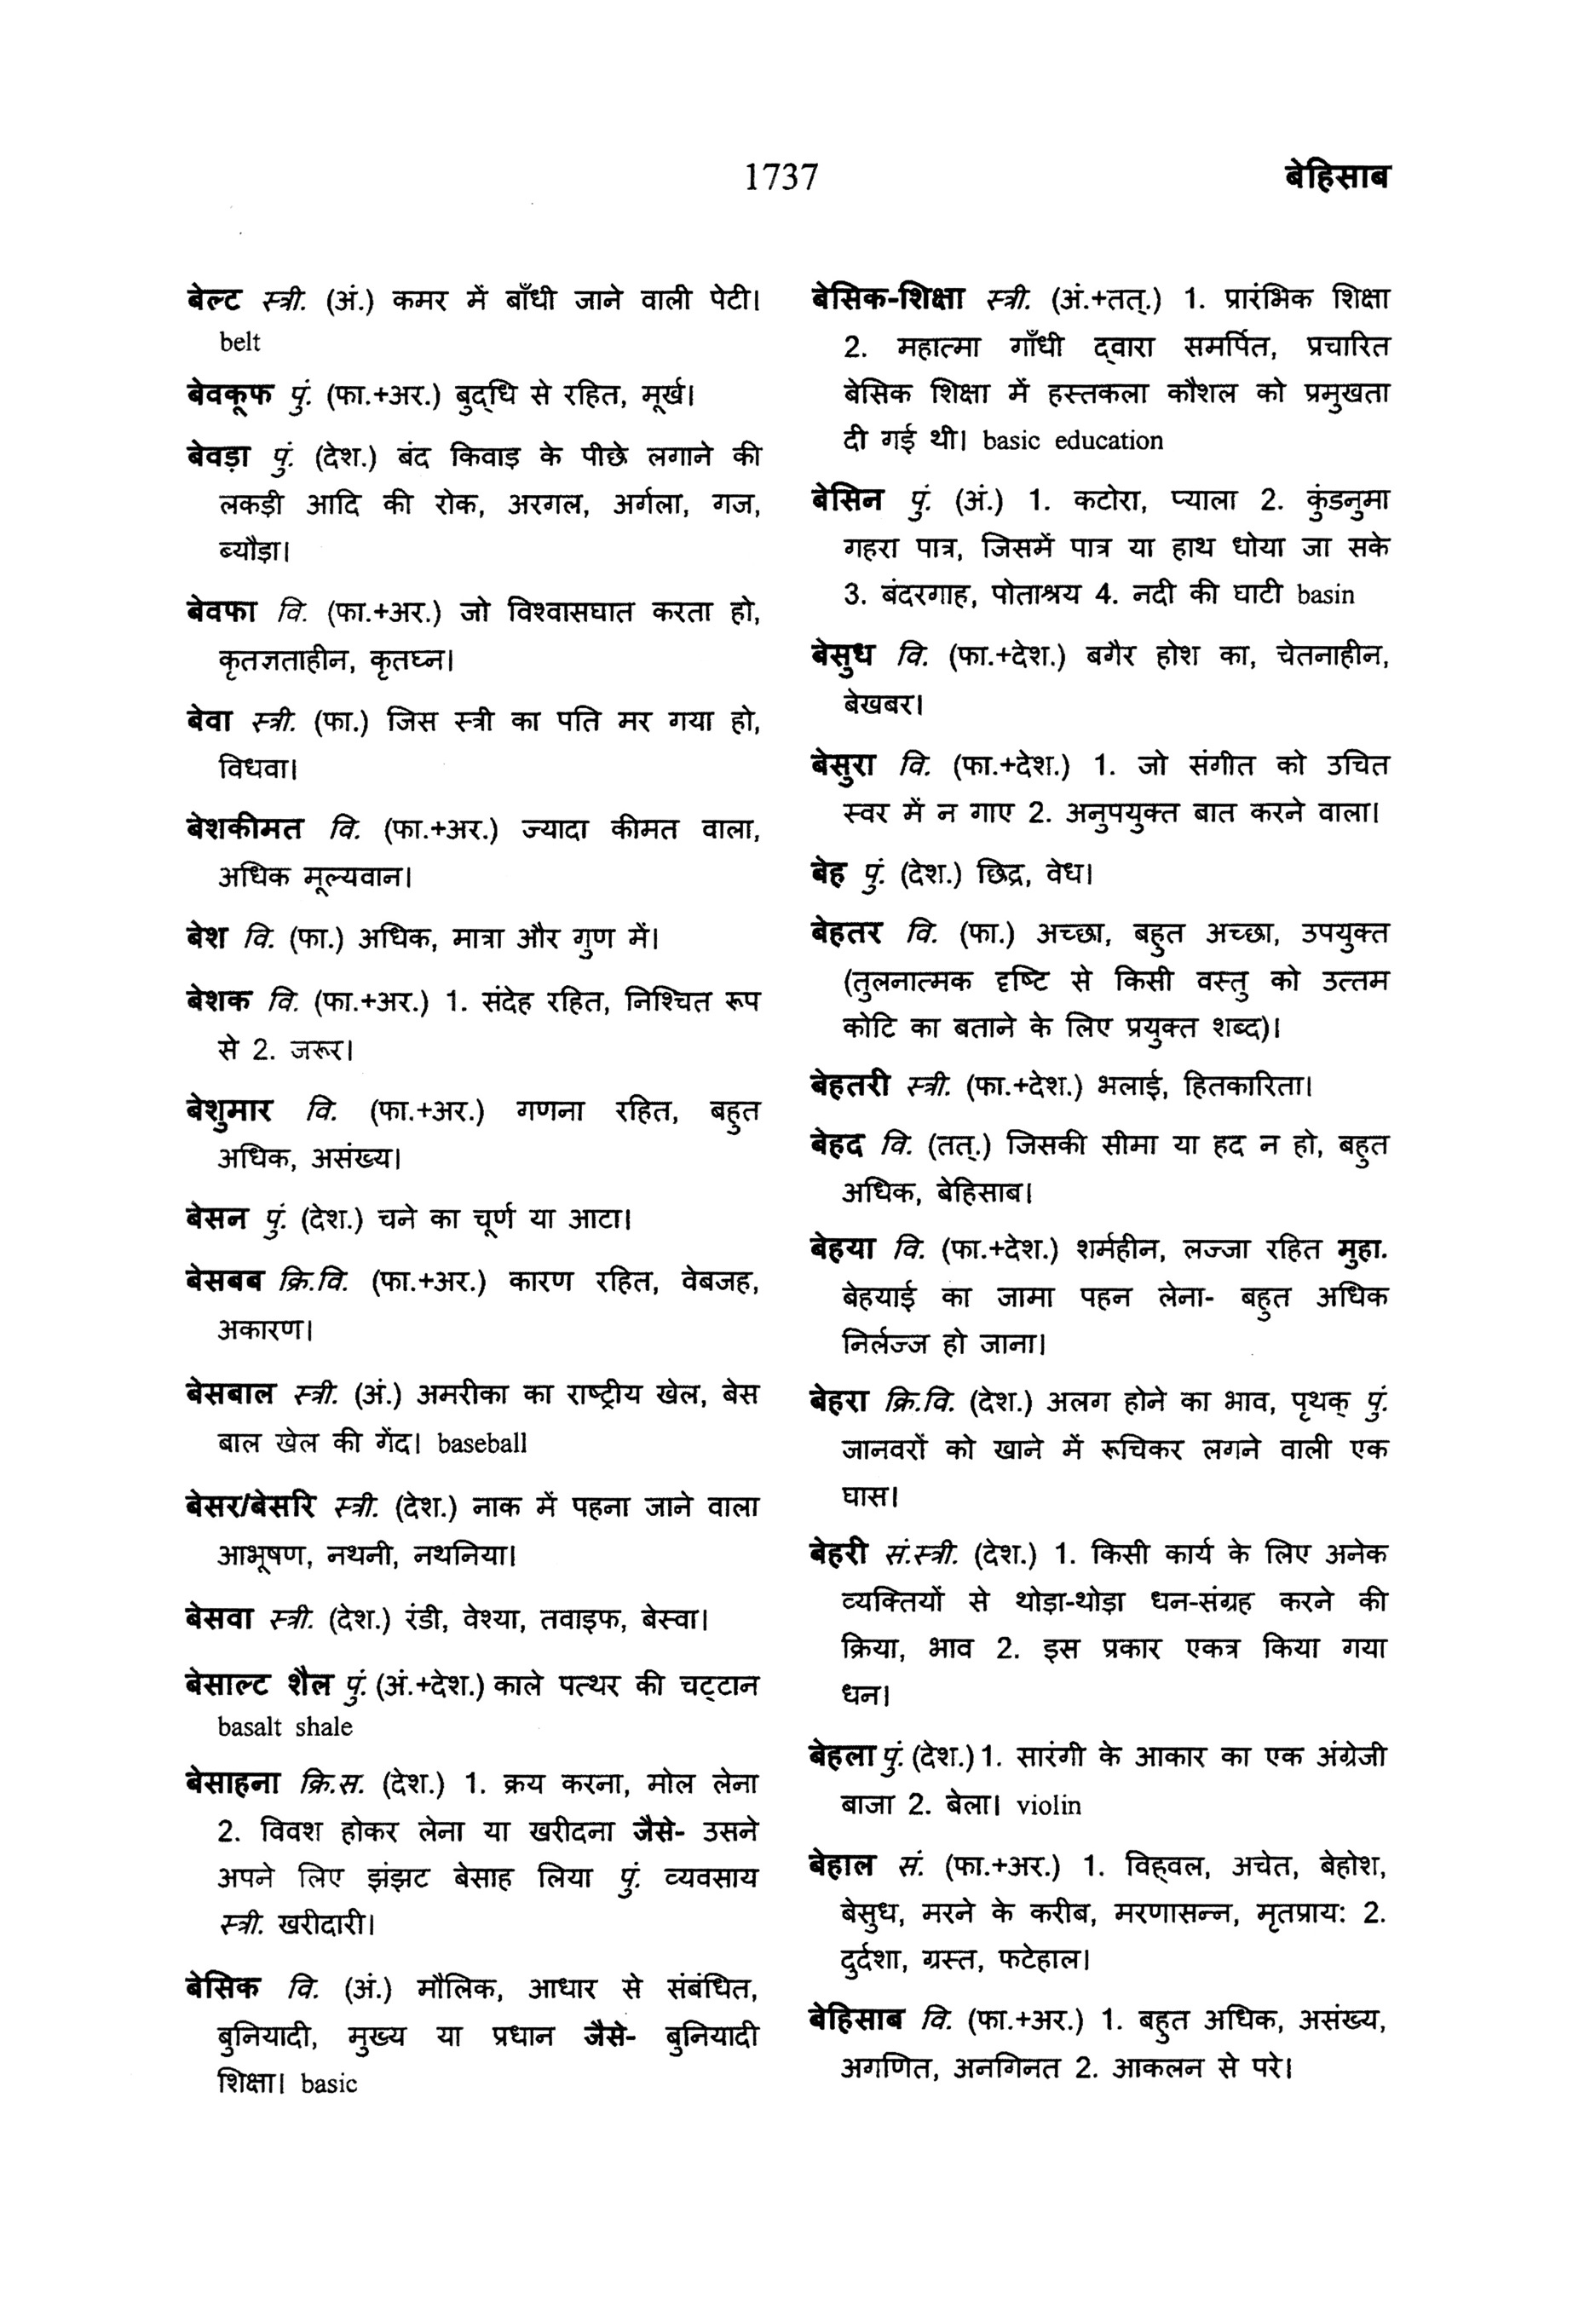 1737
बेहिसाब
बेल्ट स्त्री. (अं.) कमर में बाँधी जाने वाली पेटी।
belt
बेवकूफ पुं. (फा.+अर.) बुद्‌धि से रहित, मूर्ख।
बेवड़ा पुं. (देश.) बंद किवाड़ के पीछे लगाने की
लकड़ी आदि की रोक, अरगल, अर्गला, गज,
ब्यौड़ा।
बेवफा वि. (फा.+अर.) जो विश्वासघात करता हो,
कृतज्ञताहीन, कृतघ्न।
बेवा स्त्री. (फा.) जिस स्त्री का पति मर गया हो,
विधवा।
बेशकीमत वि. (फा.+अर.) ज्यादा कीमत वाला,
अधिक मूल्यवान।
बेश वि. (फा.) अधिक, मात्रा और गुण में।
बेशक वि. (फा.+अर.) 1. संदेह रहित, निश्चित रूप
से 2. जरूर।
बेशुमार वि. (फा.+अर.) गणना रहित, बहुत
अधिक, असंख्य।
बेसन पुं. (देश.) चने का चूर्ण या आटा।
बेसबब क्रि.वि. (फा.+अर.) कारण रहित, वेबजह,
अकारण।
बेसबाल स्त्री. (अं.) अमरीका का राष्ट्रीय खेल, बेस
बाल खेल की गेंद। baseball
बेसर/बेसरि स्त्री. (देश.) नाक में पहना जाने वाला
आभूषण, नथनी, नथनिया।
बेसवा स्त्री. (देश.) रंडी, वेश्या, तवाइफ, बेस्वा।
बेसाल्ट शैल पुं. (अं.+देश.) काले पत्थर की चट्‌टान
basalt shale
बेसाहना क्रि.स. (देश.) 1. क्रय करना, मोल लेना
2. विवश होकर लेना या खरीदना जैसे- उसने
अपने लिए झंझट बेसाह लिया पुं. व्यवसाय
स्त्री. खरीदारी।
बेसिक वि. (अं.) मौलिक, आधार से संबंधित,
बुनियादी, मुख्य या प्रधान जैसे- बुनियादी
शिक्षा। basic
बेसिक-शिक्षा स्त्री. (अं.+तत्.) 1. प्रारंभिक शिक्षा
2. महात्मा गाँधी द्‌वारा समर्पित, प्रचारित
बेसिक शिक्षा में हस्तकला कौशल को प्रमुखता
दी गई थी। basic education
बेसिन पुं. (अं.) 1. कटोरा, प्याला 2. कुंडनुमा
गहरा पात्र, जिसमें पात्र या हाथ धोया जा सके
3. बंदरगाह, पोताश्रय 4. नदी की घाटी basin
बेसुध वि. (फा.+देश.) बगैर होश का, चेतनाहीन,
बेखबर।
बेसुरा वि. (फा.+देश.) 1. जो संगीत को उचित
स्वर में न गाए 2. अनुपयुक्त बात करने वाला।
बेह पुं. (देश.) छिद्र, वेध।
बेहतर वि. (फा.) अच्छा, बहुत अच्छा, उपयुक्त
(तुलनात्मक दृष्टि से किसी वस्तु को उत्तम
कोटि का बताने के लिए प्रयुक्त शब्द)।
बेहतरी स्त्री. (फा.+देश.) भलाई, हितकारिता।
बेहद वि. (तत्.) जिसकी सीमा या हद न हो, बहुत
अधिक, बेहिसाब।
बेहया वि. (फा.+देश.) शर्महीन, लज्जा रहित मुहा.
बेहयाई का जामा पहन लेना- बहुत अधिक
निर्लज्ज हो जाना।
बेहरा क्रि.वि. (देश.) अलग होने का भाव, पृथक् पुं.
जानवरों को खाने में रूचिकर लगने वाली एक
घास।
बेहरी सं.स्त्री. (देश.) 1. किसी कार्य के लिए अनेक
व्यक्तियों से थोड़ा-थोड़ा धन-संग्रह करने की
क्रिया, भाव 2. इस प्रकार एकत्र किया गया
धन।
बेहला पुं. (देश.) 1. सारंगी के आकार का एक अंग्रेजी
बाजा 2. बेला। violin
बेहाल सं. (फा.+अर.) 1. विह्‌वल, अचेत, बेहोश,
बेसुध, मरने के करीब, मरणासन्न, मृतप्राय: 2.
दुर्दशा, ग्रस्त, फटेहाल।
बेहिसाब वि. (फा.+अर.) 1. बहुत अधिक, असंख्य,
अगणित, अनगिनत 2. आकलन से परे।